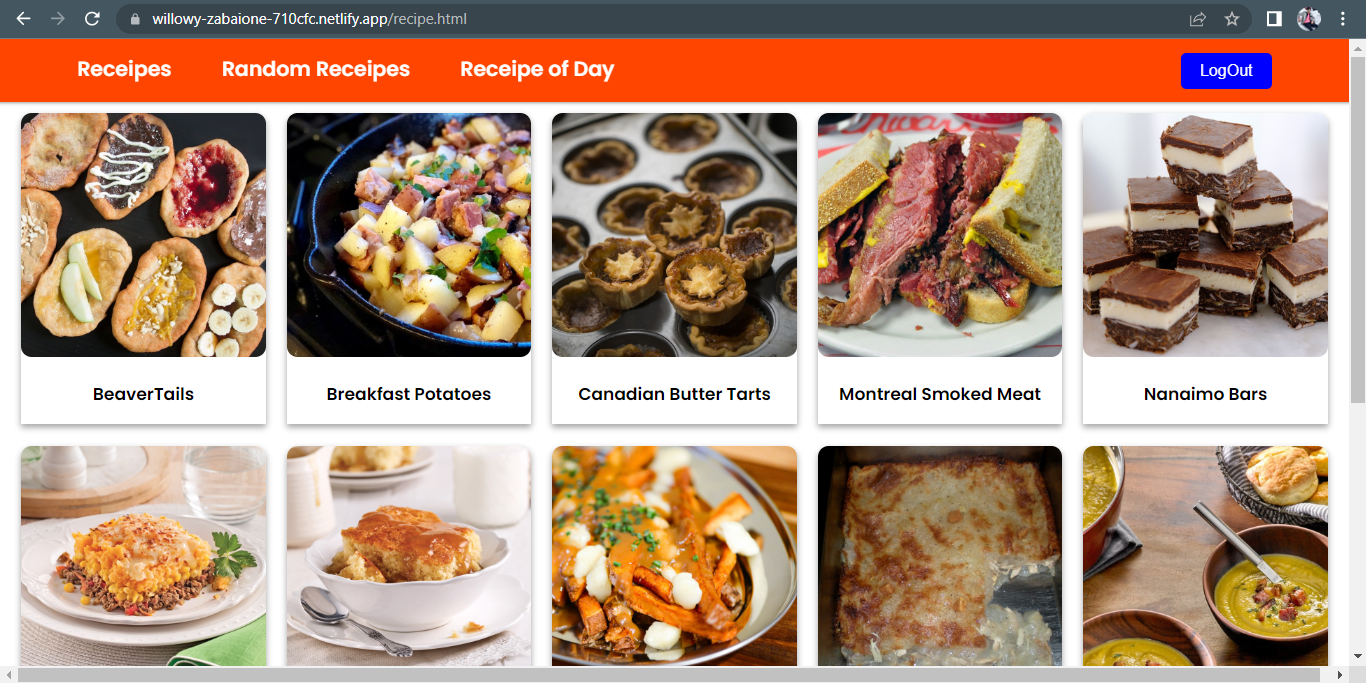 willowy-zabaione-710cfc.netlify.app/recipe.html
Receipes Random Receipes Receipe of Day LogOut
BeaverTails Breakfast Potatoes Canadian Butter Tarts Montreal Smoked Meat Nanaimo Bars